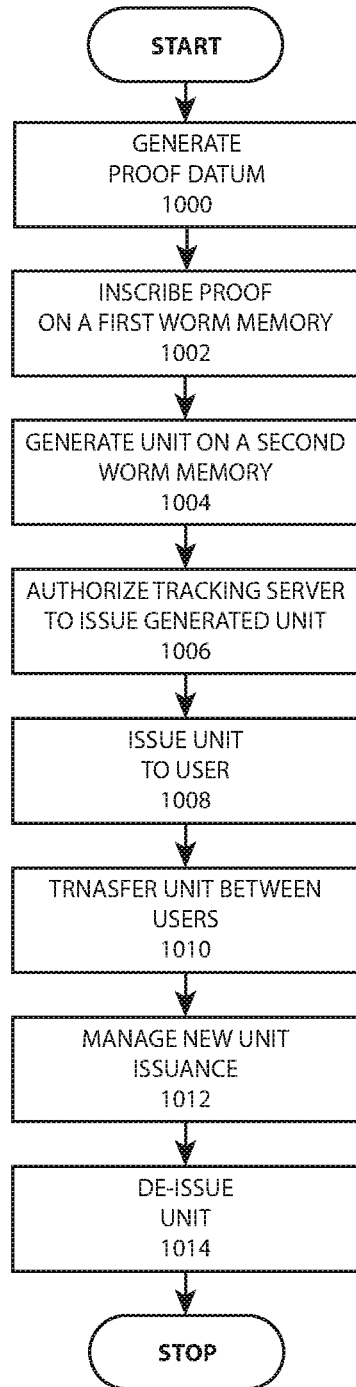 START
GENERATE
PROOF DATUM
1000
INSCRIBE PROOF
ON A FIRST WORM MEMORY
1002
GENERATE UNIT ON A SECOND
WORM MEMORY
1004
AUTHORIZE TRACKING SERVER
TO ISSUE GENERATED UNIT
1006
ISSUE UNIT
TO USER
1008
TRNASFER UNIT BETWEEN
USERS
1010
MANAGE NEW UNIT
ISSUANCE
1012
DE-ISSUE
UNIT
1014
STOP